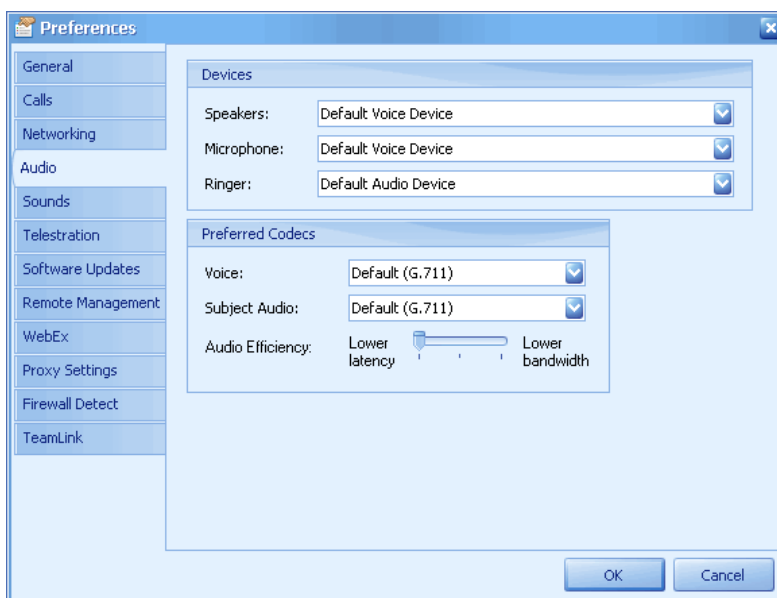 Preferences
General
Calls
Networking
Audio
Sounds
Telestration
Software Updates
Remote Management
WebEx
Proxy Settings
Firewall Detect
TeamLink
Devices
Speakers: Default Voice Device
Microphone: Default Voice Device
Ringer: Default Audio Device
Preferred Codecs
Voice: Default (G.711)
Subject Audio: Default (G.711)
Audio Efficiency: Lower latency Lower bandwidth
OK Cancel